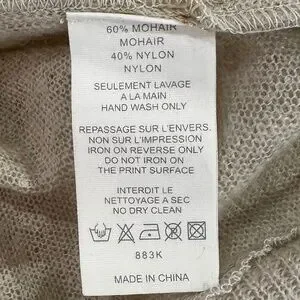 60% MOHAIR
MOHAIR
40% NYLON
NYLON
SEULEMENT LAVAGE
A LA MAIN
HAND WASH ONLY
REPASSAGE SUR L'ENVERS.
NON SUR L'IMPRESSION
IRON ON REVERSE ONLY
DO NOT IRON ON
THE PRINT SURFACE
INTERDIT LE
NETTOYAGE A SEC
NO DRY CLEAN
883K
MADE IN CHINA